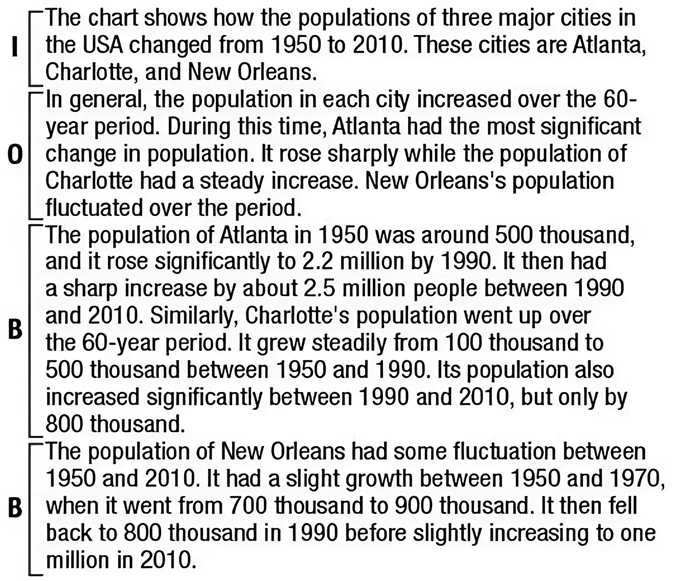 I
The chart shows how the populations of three major cities in
the USA changed from 1950 to 2010. These cities are Atlanta,
Charlotte, and New Orleans.
O
In general, the population in each city increased over the 60-
year period. During this time, Atlanta had the most significant
change in population. It rose sharply while the population of
Charlotte had a steady increase. New Orleans's population
fluctuated over the period.
B
The population of Atlanta in 1950 was around 500 thousand,
and it rose significantly to 2.2 million by 1990. It then had
a sharp increase by about 2.5 million people between 1990
and 2010. Similarly, Charlotte's population went up over
the 60-year period. It grew steadily from 100 thousand to
500 thousand between 1950 and 1990. Its population also
increased significantly between 1990 and 2010, but only by
800 thousand.
B
The population of New Orleans had some fluctuation between
1950 and 2010. It had a slight growth between 1950 and 1970,
when it went from 700 thousand to 900 thousand. It then fell
back to 800 thousand in 1990 before slightly increasing to one
million in 2010.